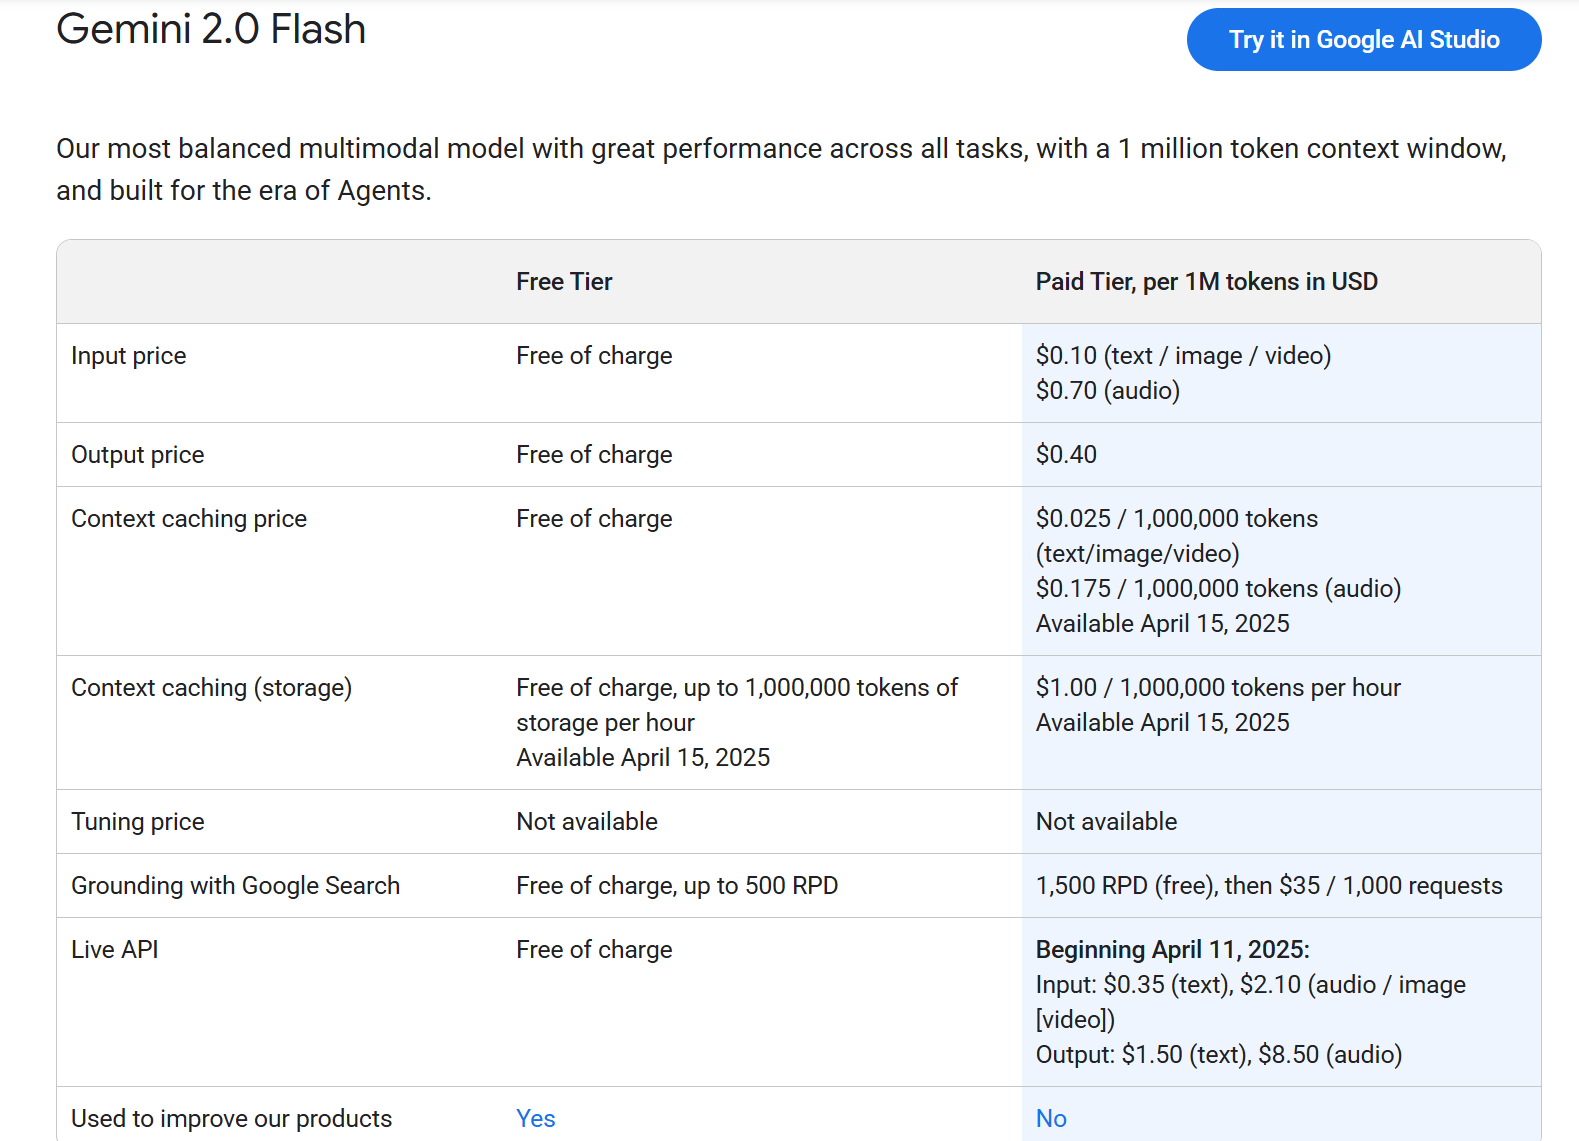 Gemini 2.0 Flash
Try it in Google AI Studio
Our most balanced multimodal model with great performance across all tasks, with a 1 million token context window,
and built for the era of Agents.
Free Tier
Paid Tier, per 1M tokens in USD
Input price
Free of charge
$0.10 (text / image / video)
$0.70 (audio)
Output price
Free of charge
$0.40
Context caching price
Free of charge
$0.025 / 1,000,000 tokens
(text/image/video)
$0.175 / 1,000,000 tokens (audio)
Available April 15, 2025
Context caching (storage)
Free of charge, up to 1,000,000 tokens of
storage per hour
Available April 15, 2025
$1.00 / 1,000,000 tokens per hour
Available April 15, 2025
Tuning price
Not available
Not available
Grounding with Google Search
Free of charge, up to 500 RPD
1,500 RPD (free), then $35 / 1,000 requests
Live API
Free of charge
Beginning April 11, 2025:
Input: $0.35 (text), $2.10 (audio / image
[video])
Output: $1.50 (text), $8.50 (audio)
Used to improve our products
Yes
No